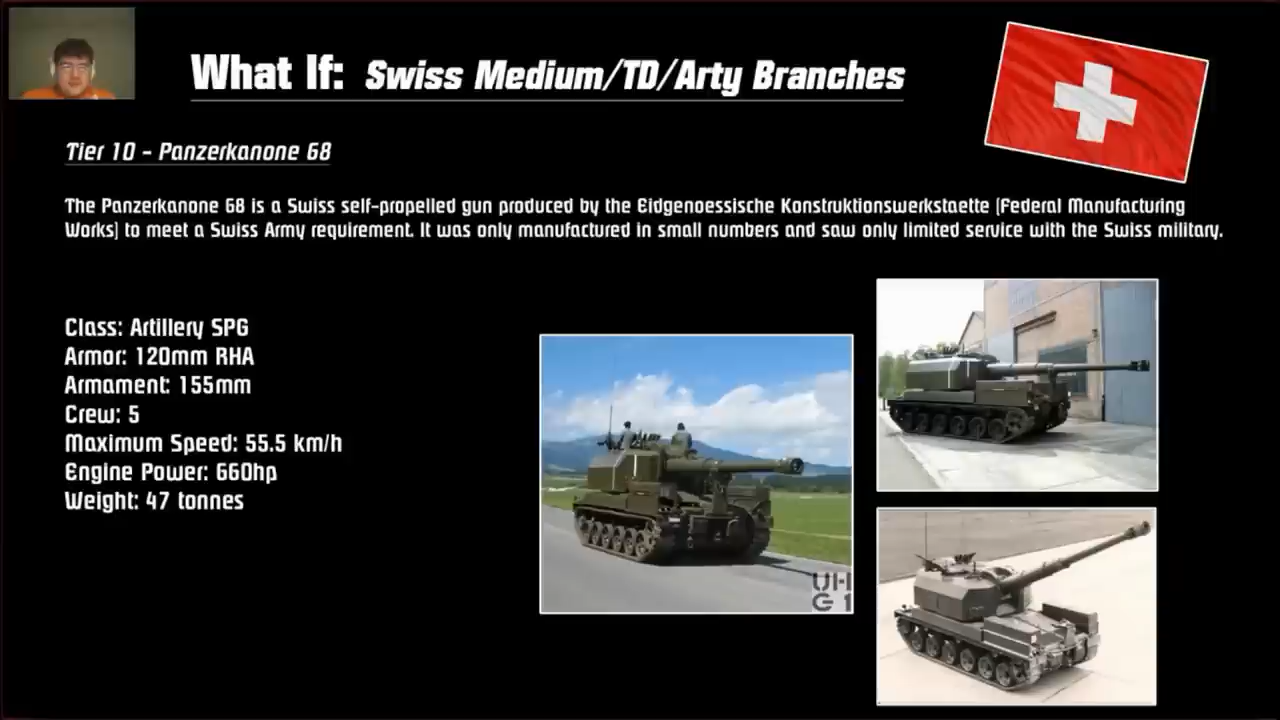 What If: Swiss Medium/TD/Arty Branches
Tier 10 - Panzerkanone 68
The Panzerkanone 68 is a Swiss self-propelled gun produced by the Eidgenoessische Konstruktionswerkstaette (Federal Manufacturing
Works) to meet a Swiss Army requirement. It was only manufactured in small numbers and saw only limited service with the Swiss military.
Class: Artillery SPG
Armor: 120mm RHA
Armament: 155mm
Crew: 5
Maximum Speed: 55.5 km/h
Engine Power: 660hp
Weight: 47 tonnes
UH
G 1